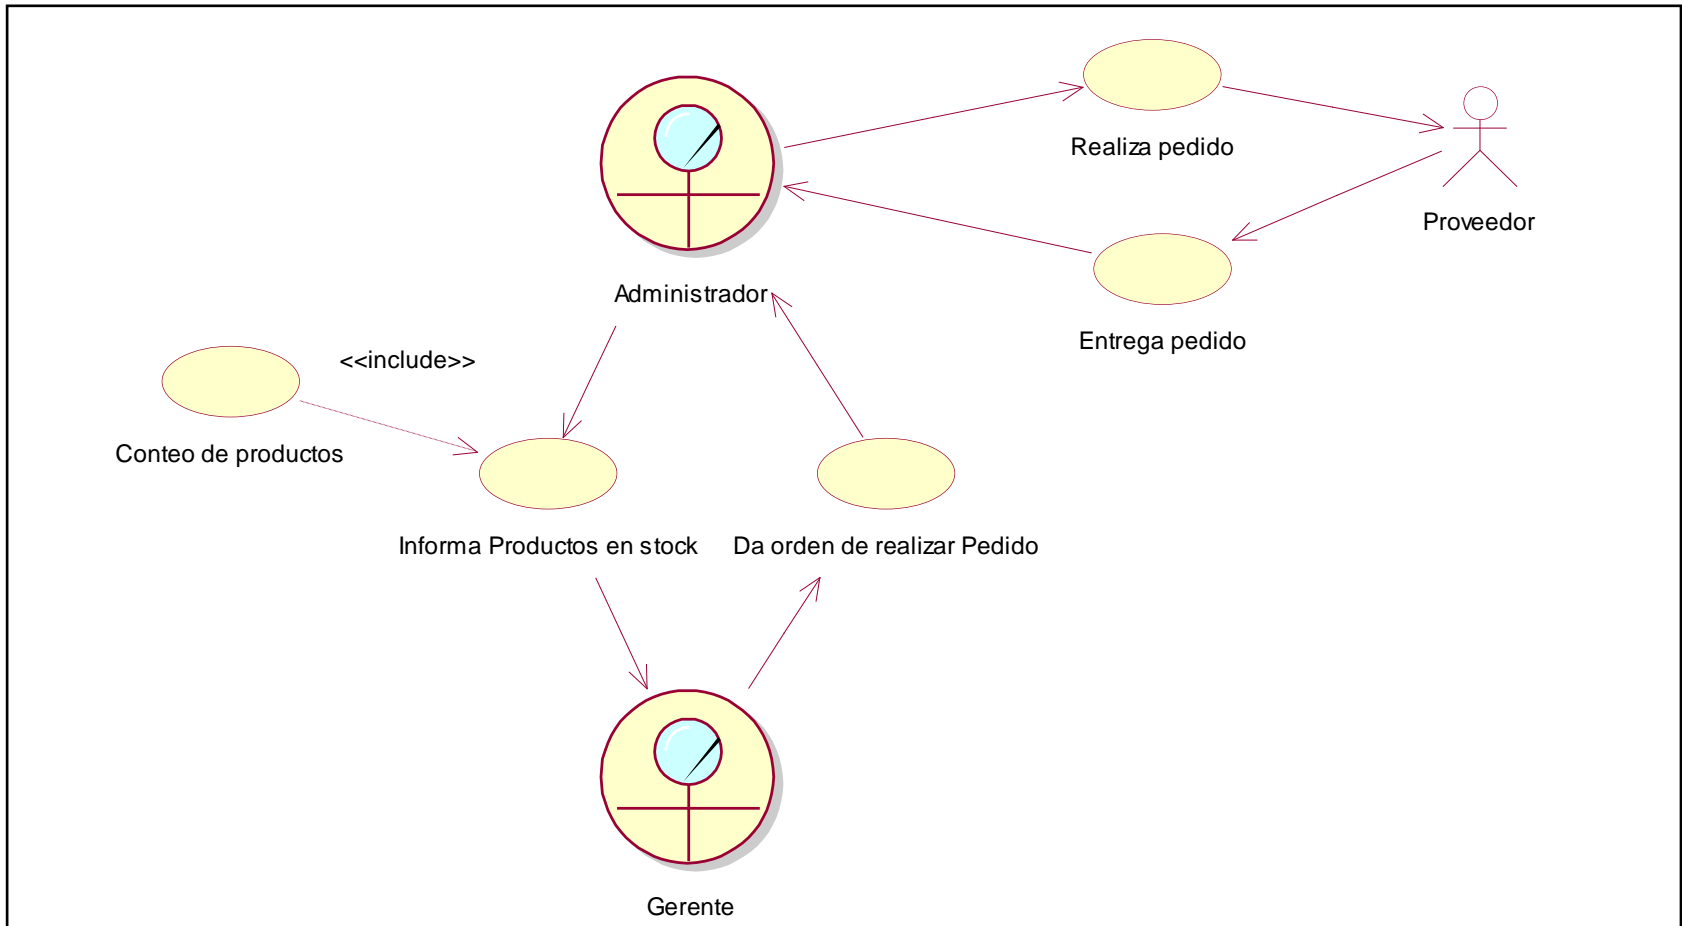 Realiza pedido
Proveedor
Administrador
Entrega pedido
<<include>>
Conteo de productos
Informa Productos en stock
Da orden de realizar Pedido
Gerente